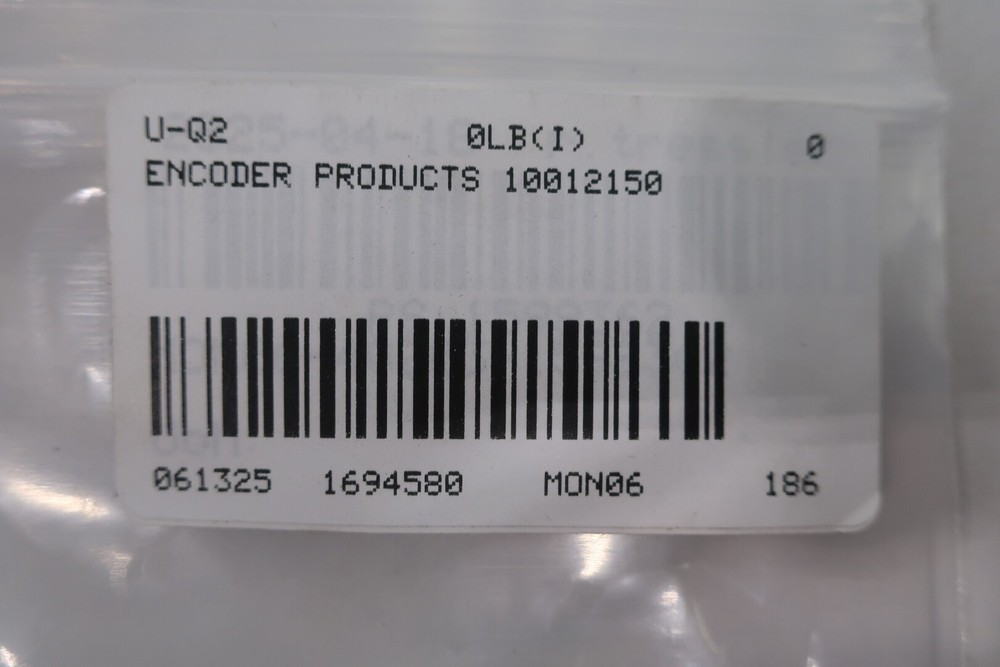 U-Q2 0LB(I) 0
ENCODER PRODUCTS 10012150
061325 1694580 MON06 186